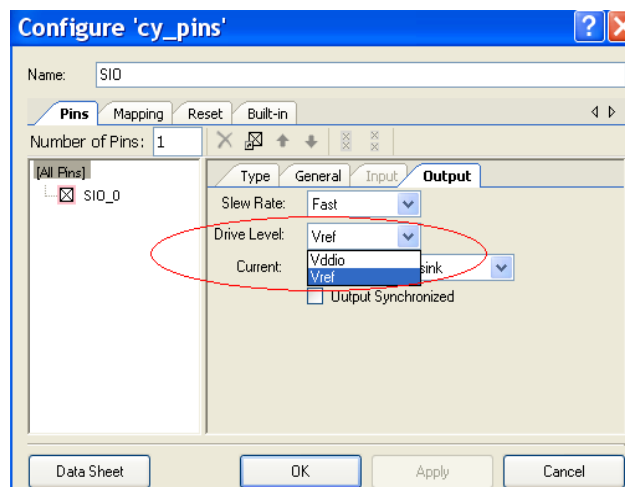 Configure 'cy_pins'
Name: SIO
Pins Mapping Reset Built-in
Number of Pins: 1
[All Pins]
SIO_0
Type General Input Output
Slew Rate: Fast
Drive Level: Vref
Vddio
Current: sink
Vref
Output Synchronized
Data Sheet OK Apply Cancel